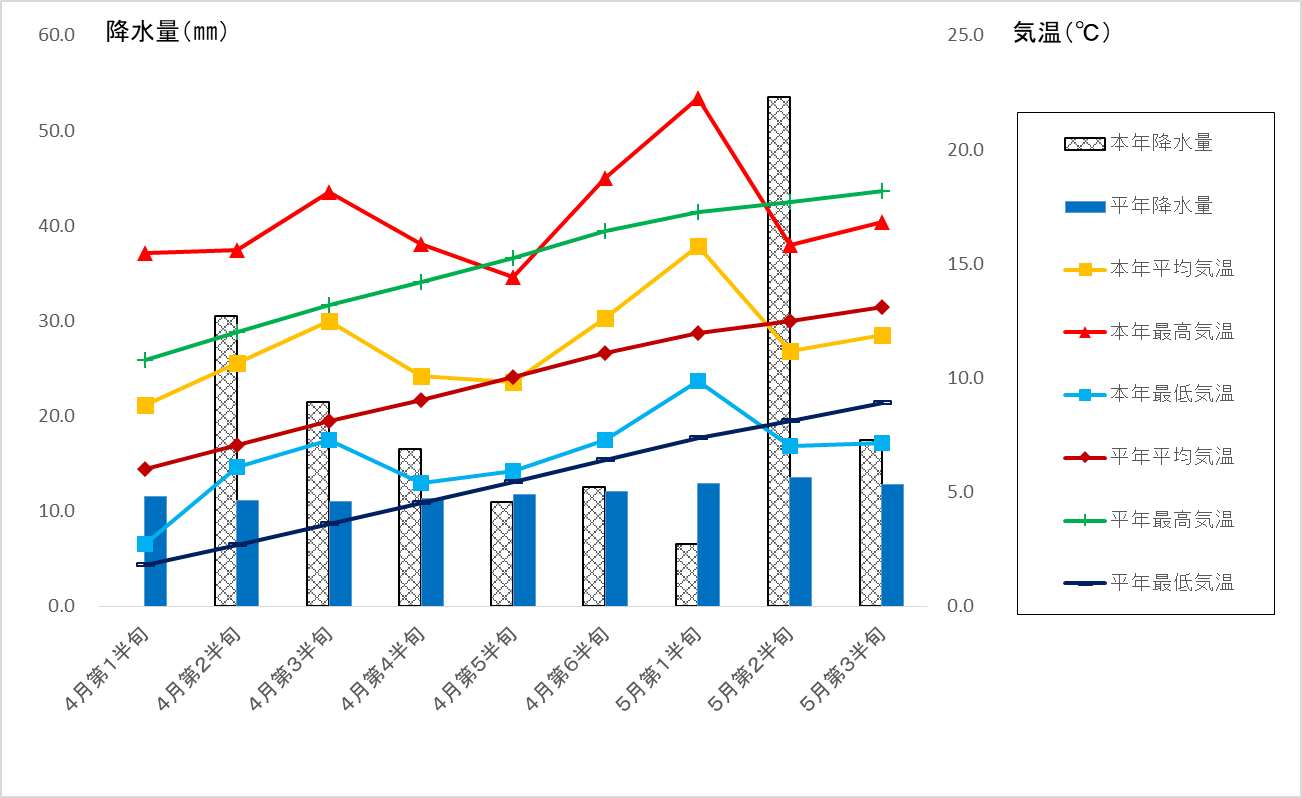 降水量(㎜)
気温(℃)
60.0
50.0
40.0
30.0
20.0
10.0
0.0
25.0
20.0
15.0
10.0
5.0
0.0
4月第1半旬
4月第2半旬
4月第3半旬
4月第4半旬
4月第5半旬
4月第6半旬
5月第1半旬
5月第2半旬
5月第3半旬
本年降水量
平年降水量
本年平均気温
本年最高気温
本年最低気温
平年平均気温
平年最高気温
平年最低気温